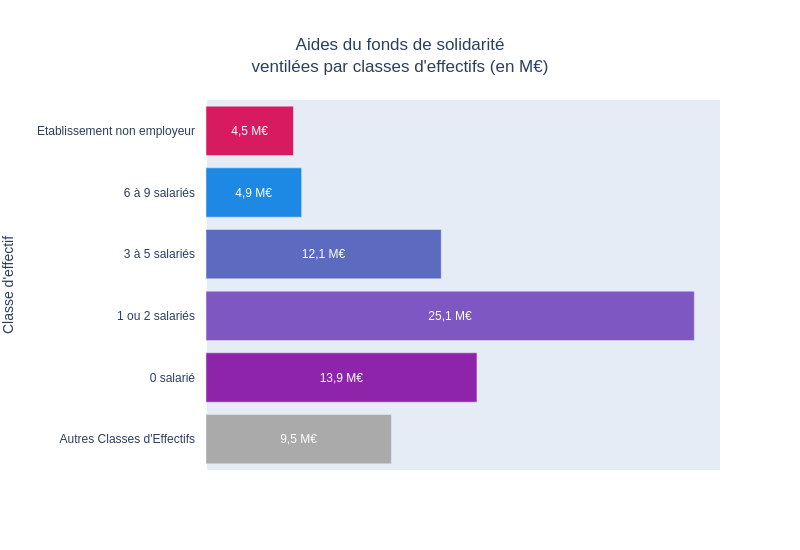 Aides du fonds de solidarité
ventilées par classes d'effectifs (en M€)
Classe d'effectif
Etablissement non employeur
4,5 M€
6 à 9 salariés
4,9 M€
3 à 5 salariés
12,1 M€
1 ou 2 salariés
25,1 M€
0 salarié
13,9 M€
Autres Classes d'Effectifs
9,5 M€